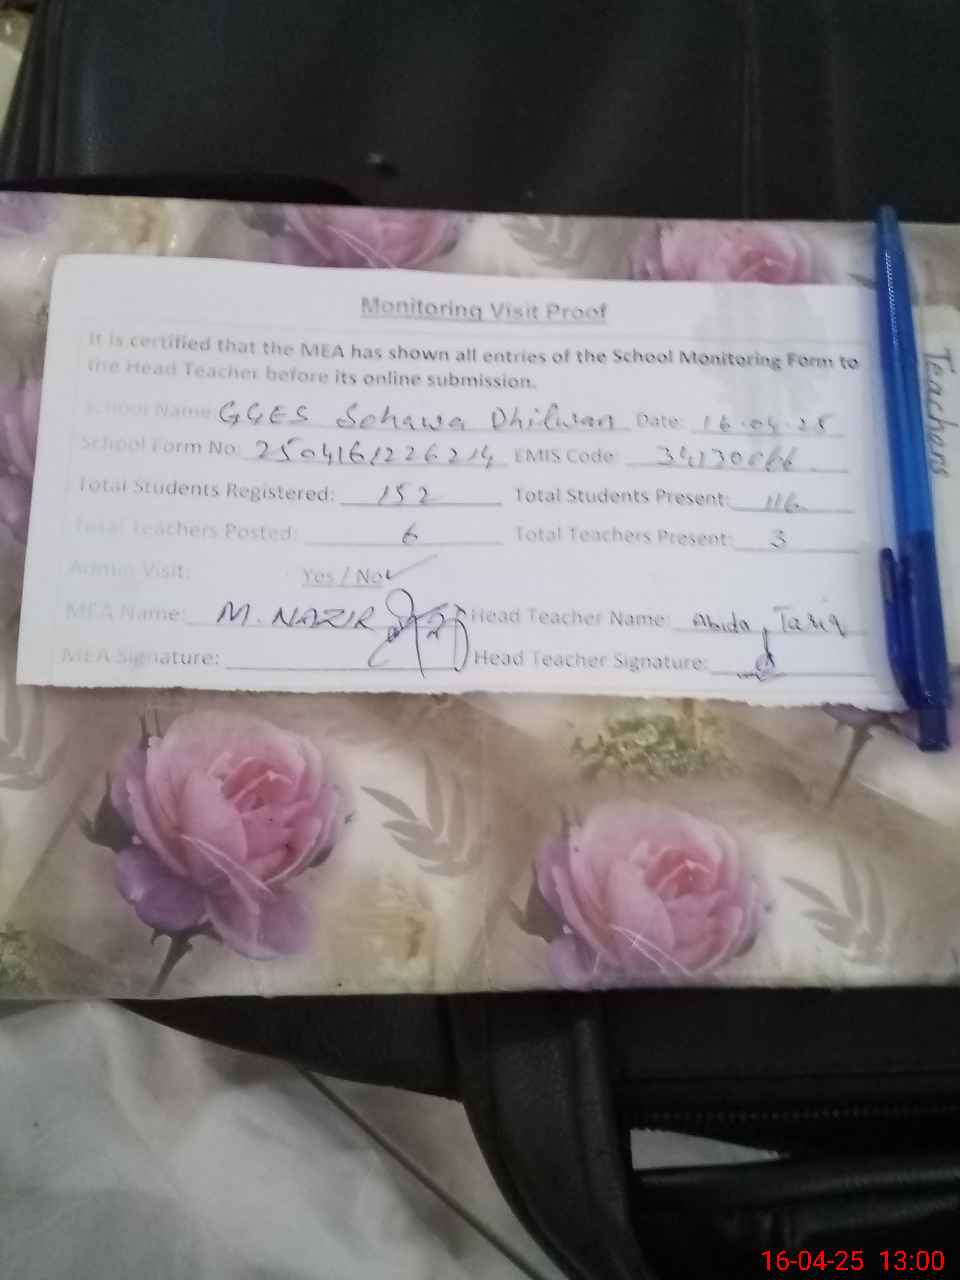 Monitoring Visit Proof
It is certified that the MEA has shown all entries of the School Monitoring Form to
the Head Teacher before its online submission.
School Name GGES Sohawa Dhilwan Date: 16.04.25
School Form No: 2504161226214 EMIS Code:
Total Students Registered: 152 Total Students Present: 116
Total Teachers Posted: 6 Total Teachers Present: 3
Admin Visit: Yes / No ✓
MEA Name: M. NAZIR Head Teacher Name: Abida Tariq
MEA Signature: Head Teacher Signature:
Teachers
16-04-25 13:00